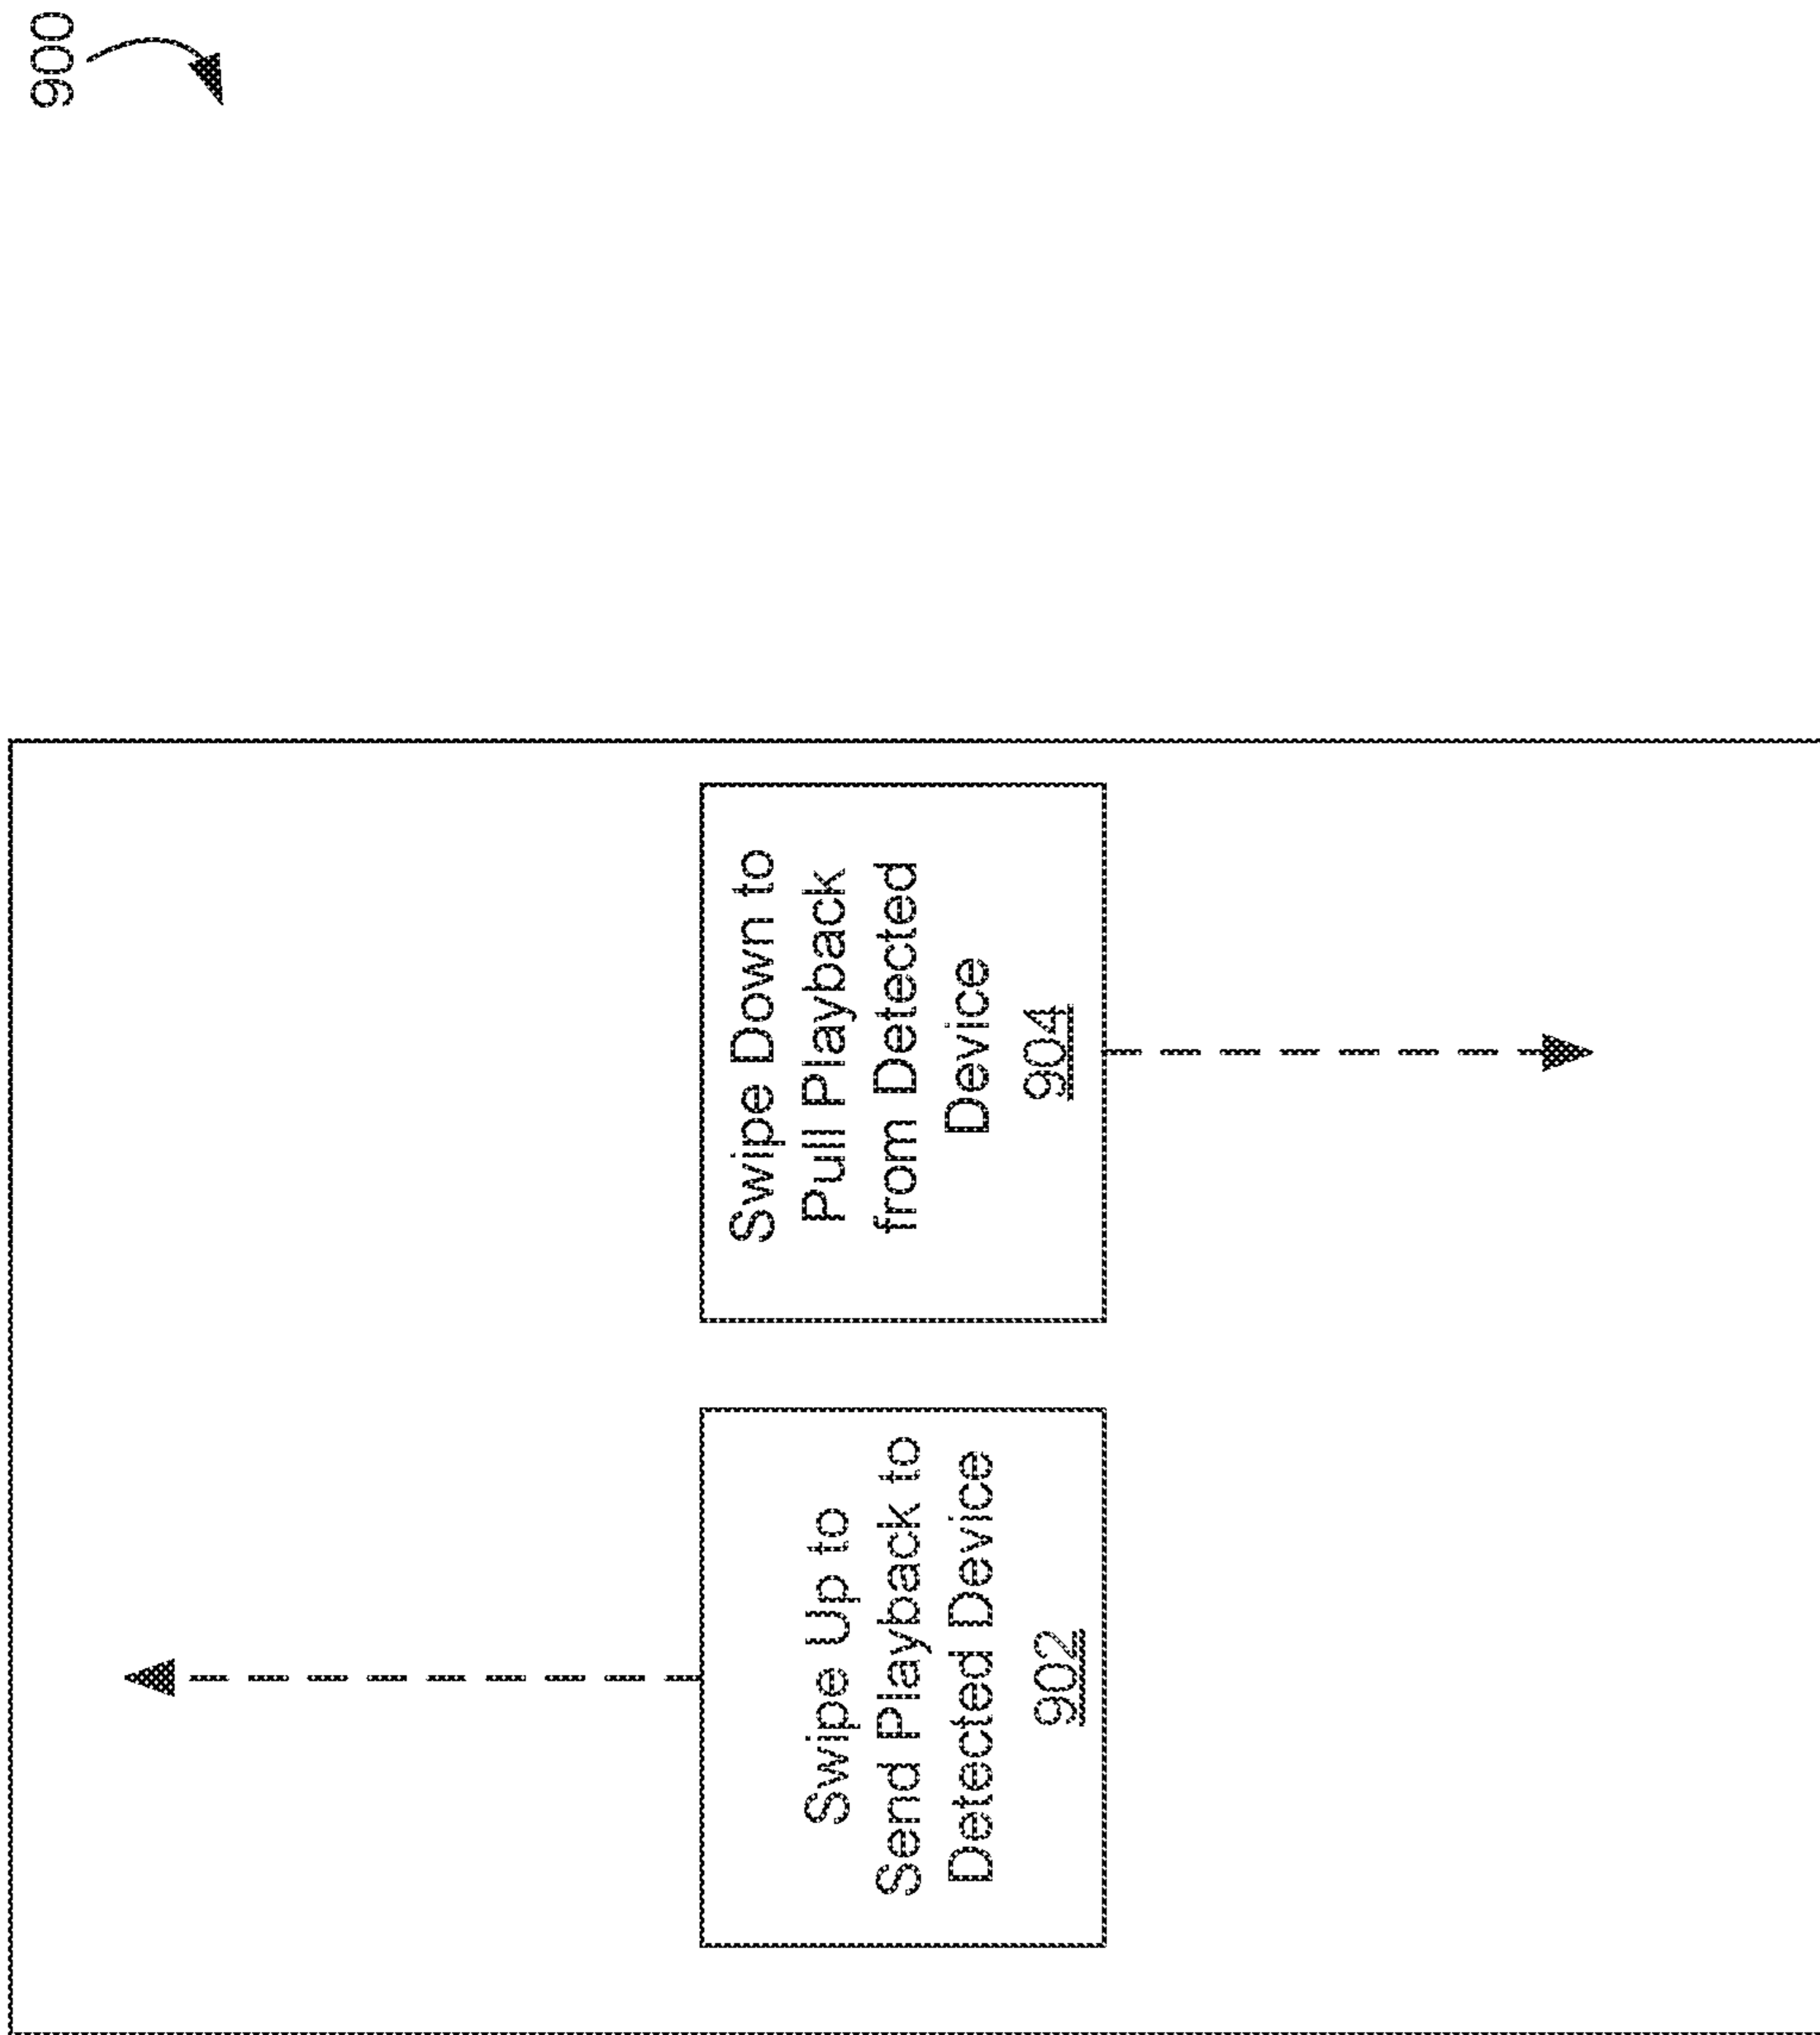 900
Swipe Up to
Send Playback to
Detected Device
902
Swipe Down to
Pull Playback
from Detected
Device
904